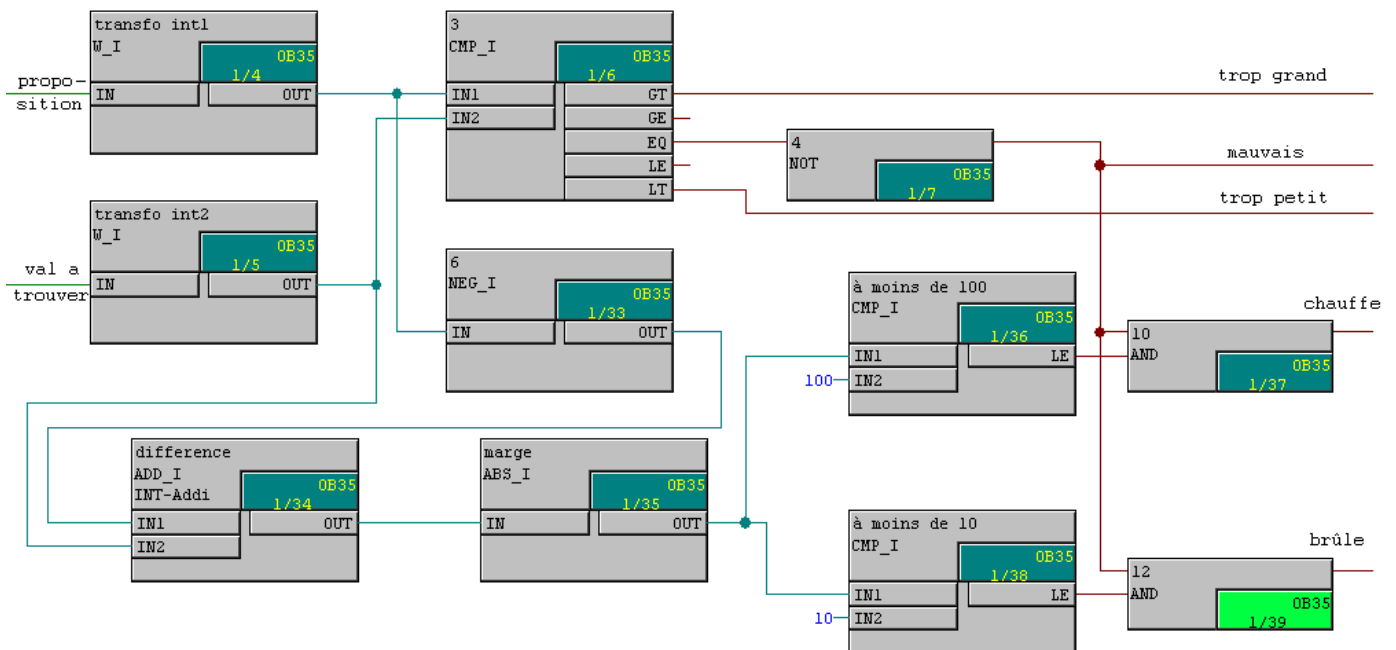 transfo int1
W_I
OB35
1/4
propo-
sition
IN
OUT
3
CMP_I
OB35
1/6
IN1
IN2
GT
GE
EQ
LE
LT
trop grand
4
NOT
OB35
1/7
mauvais
trop petit
transfo int2
W_I
OB35
1/5
val a
trouver
IN
OUT
6
NEG_I
OB35
1/33
IN
OUT
à moins de 100
CMP_I
OB35
1/36
IN1
LE
100
IN2
chauffe
10
AND
OB35
1/37
difference
ADD_I
INT-Addi
OB35
1/34
IN1
OUT
IN2
marge
ABS_I
OB35
1/35
IN
OUT
à moins de 10
CMP_I
OB35
1/38
IN1
LE
10
IN2
brûle
12
AND
OB35
1/39